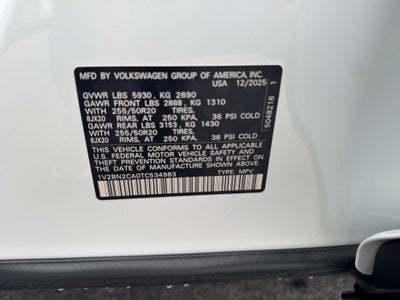 MFD BY VOLKSWAGEN GROUP OF AMERICA, INC.
USA 12/2025
GVWR LBS 5930, KG 2690
GAWR FRONT LBS 2888, KG 1310
WITH 255/50R20 TIRES,
8JX20 RIMS, AT 250 KPA, 36 PSI COLD
GAWR REAR LBS 3153, KG 1430
WITH 255/50R20 TIRES,
8JX20 RIMS, AT 250 KPA, 36 PSI COLD
THIS VEHICLE CONFORMS TO ALL APPLICABLE
U.S. FEDERAL MOTOR VEHICLE SAFETY AND
THEFT PREVENTION STANDARDS IN EFFECT ON THE
DATE OF MANUFACTURE SHOWN ABOVE.
1V2BN2CA0TC534983 TYPE: MPV
5048216 1